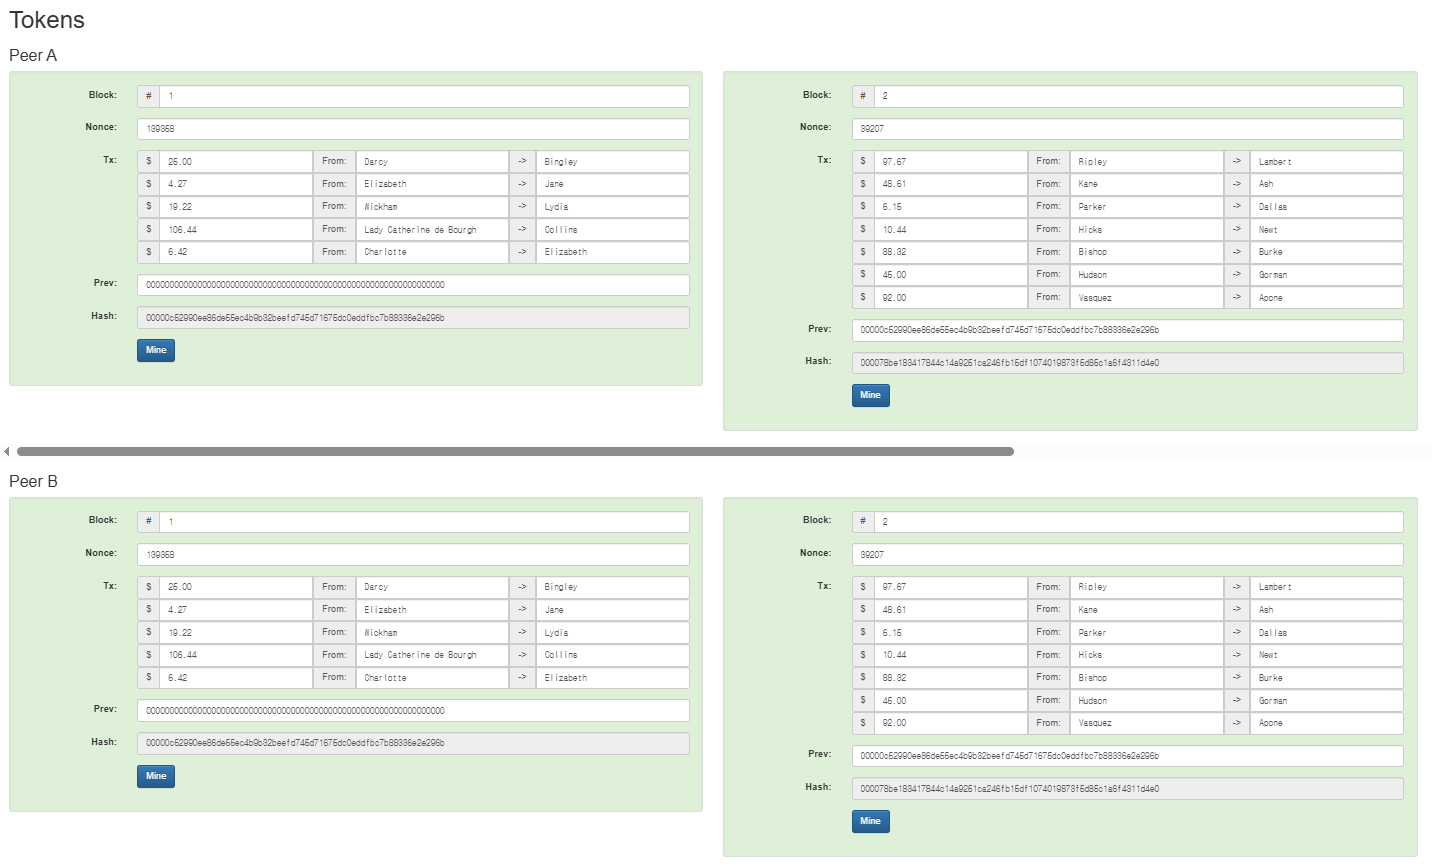 Tokens
Peer A
Block: # 1
Nonce: 139358
Tx: $ 25.00 From: Darcy -> Bingley
$ 4.27 From: Elizabeth -> Jane
$ 19.22 From: Wickham -> Lydia
$ 106.44 From: Lady Catherine de Bourgh -> Collins
$ 6.42 From: Charlotte -> Elizabeth
Prev: 0000000000000000000000000000000000000000000000000000000000000000
Hash: 00000c52990ee86de55ec4b9b32beefd745d71675dc0eddfbc7b88336e2e296b
Mine
Block: # 2
Nonce: 39207
Tx: $ 97.67 From: Ripley -> Lambert
$ 48.61 From: Kane -> Ash
$ 6.15 From: Parker -> Dallas
$ 10.44 From: Hicks -> Newt
$ 88.32 From: Bishop -> Burke
$ 45.00 From: Hudson -> Gorman
$ 92.00 From: Vasquez -> Apone
Prev: 00000c52990ee86de55ec4b9b32beefd745d71675dc0eddfbc7b88336e2e296b
Hash: 000078be183417844c14a9251ca246fb15df1074019873f5d85c1a6f4311d4e0
Mine
Peer B
Block: # 1
Nonce: 139358
Tx: $ 25.00 From: Darcy -> Bingley
$ 4.27 From: Elizabeth -> Jane
$ 19.22 From: Wickham -> Lydia
$ 106.44 From: Lady Catherine de Bourgh -> Collins
$ 6.42 From: Charlotte -> Elizabeth
Prev: 0000000000000000000000000000000000000000000000000000000000000000
Hash: 00000c52990ee86de55ec4b9b32beefd745d71675dc0eddfbc7b88336e2e296b
Mine
Block: # 2
Nonce: 39207
Tx: $ 97.67 From: Ripley -> Lambert
$ 48.61 From: Kane -> Ash
$ 6.15 From: Parker -> Dallas
$ 10.44 From: Hicks -> Newt
$ 88.32 From: Bishop -> Burke
$ 45.00 From: Hudson -> Gorman
$ 92.00 From: Vasquez -> Apone
Prev: 00000c52990ee86de55ec4b9b32beefd745d71675dc0eddfbc7b88336e2e296b
Hash: 000078be183417844c14a9251ca246fb15df1074019873f5d85c1a6f4311d4e0
Mine